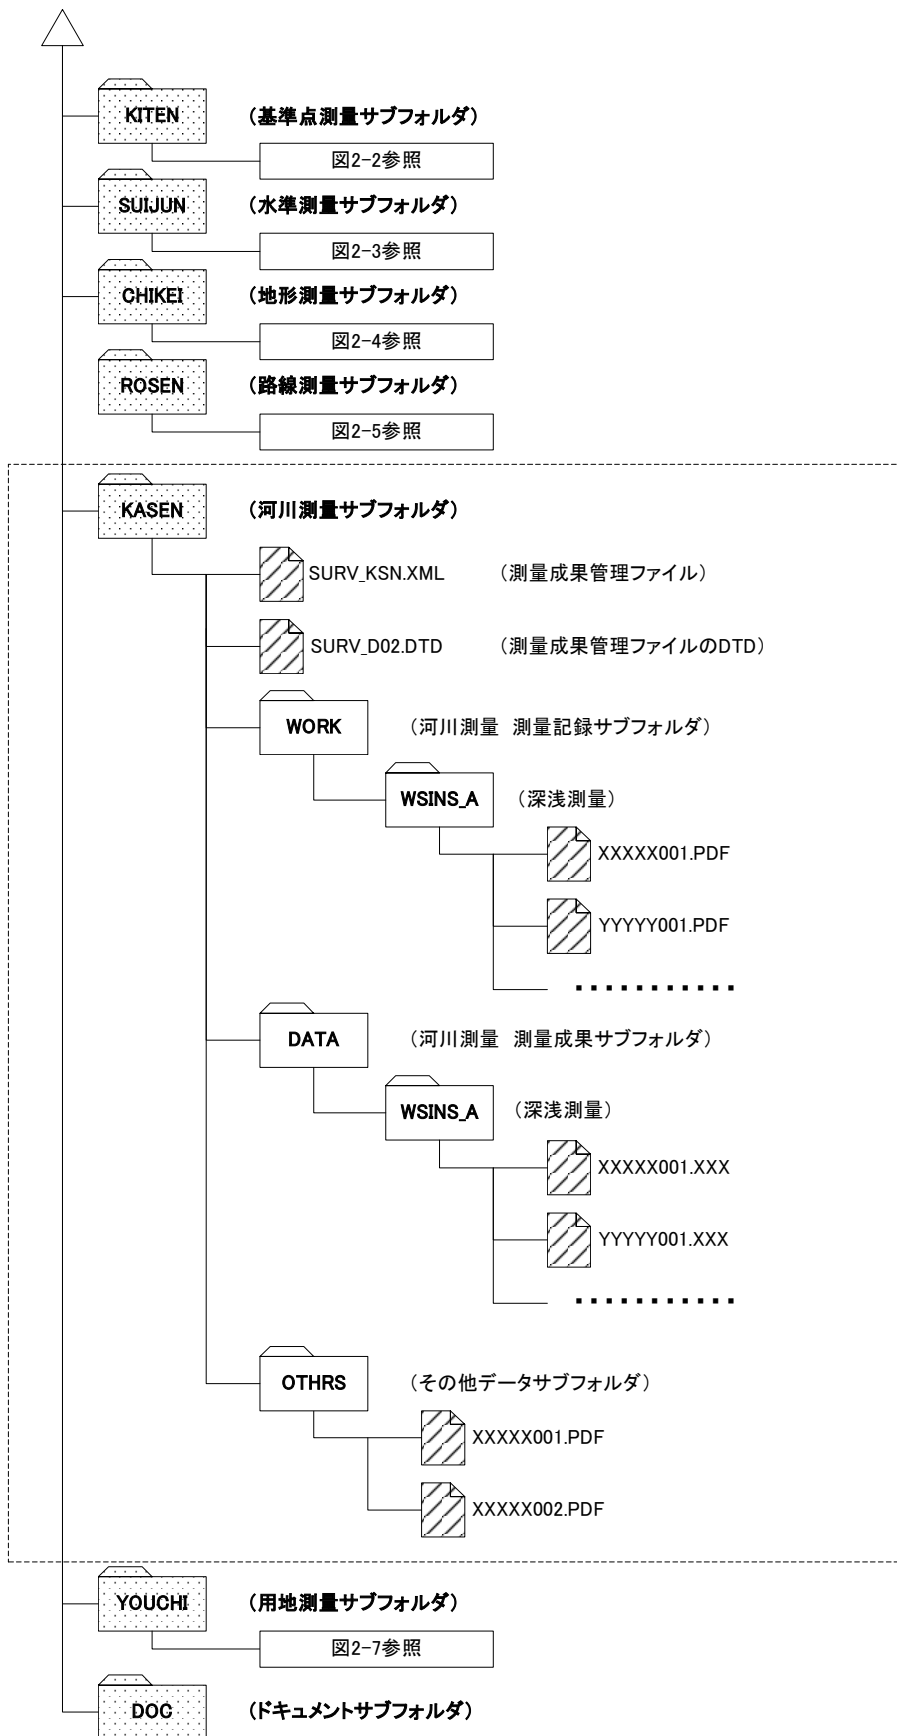 KITEN (基準点測量サブフォルダ)
図2-2参照
SUIJUN (水準測量サブフォルダ)
図2-3参照
CHIKEI (地形測量サブフォルダ)
図2-4参照
ROSEN (路線測量サブフォルダ)
図2-5参照
KASEN (河川測量サブフォルダ)
SURV_KSN.XML (測量成果管理ファイル)
SURV_D02.DTD (測量成果管理ファイルのDTD)
WORK (河川測量 測量記録サブフォルダ)
WSINS_A (深浅測量)
XXXXX001.PDF
YYYYY001.PDF
・・・・・・・・・・・
DATA (河川測量 測量成果サブフォルダ)
WSINS_A (深浅測量)
XXXXX001.XXX
YYYYY001.XXX
・・・・・・・・・・・
OTHRS (その他データサブフォルダ)
XXXXX001.PDF
XXXXX002.PDF
YOUCHI (用地測量サブフォルダ)
図2-7参照
DOC (ドキュメントサブフォルダ)